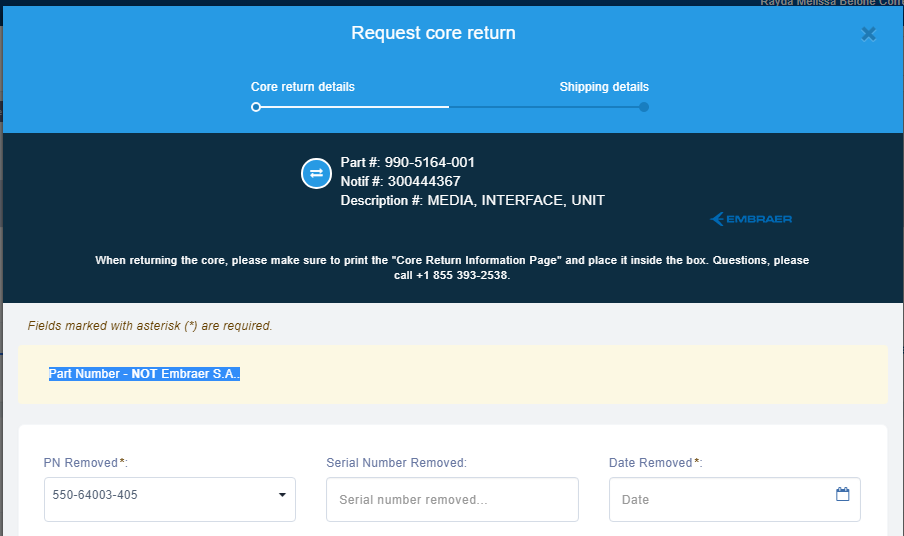 Rayda Melissa Belone
Request core return
Core return details
Shipping details
Part #: 990-5164-001
Notif #: 300444367
Description #: MEDIA, INTERFACE, UNIT
EMBRAER
When returning the core, please make sure to print the "Core Return Information Page" and place it inside the box. Questions, please
call +1 855 393-2538.
Fields marked with asterisk (*) are required.
Part Number - NOT Embraer S.A..
PN Removed*:
Serial Number Removed:
Date Removed*:
550-64003-405
Serial number removed...
Date